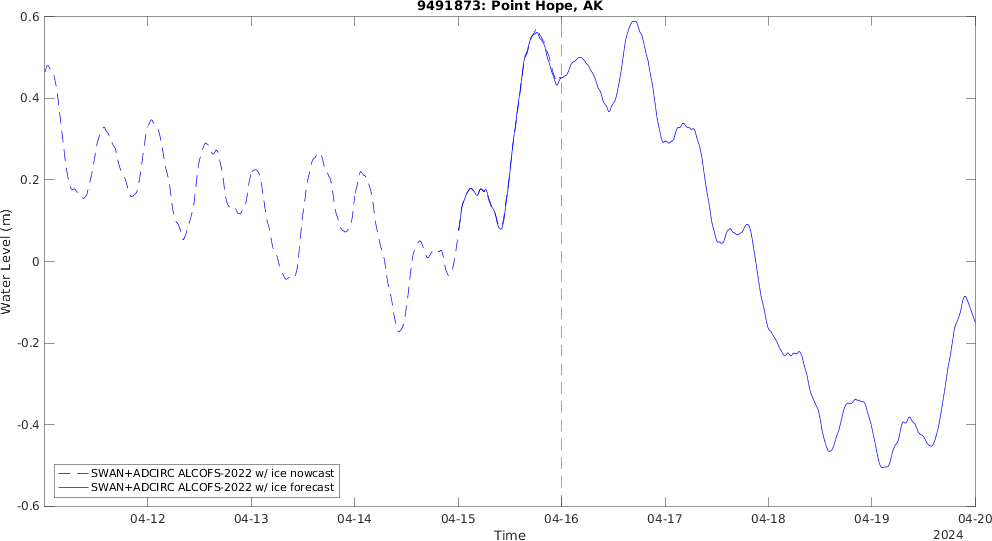 9491873: Point Hope, AK
0.6
0.4
0.2
0
-0.2
-0.4
-0.6
Water Level (m)
SWAN+ADCIRC ALCOFS-2022 w/ ice nowcast
SWAN+ADCIRC ALCOFS-2022 w/ ice forecast
04-12 04-13 04-14 04-15 04-16 04-17 04-18 04-19 04-20
Time
2024